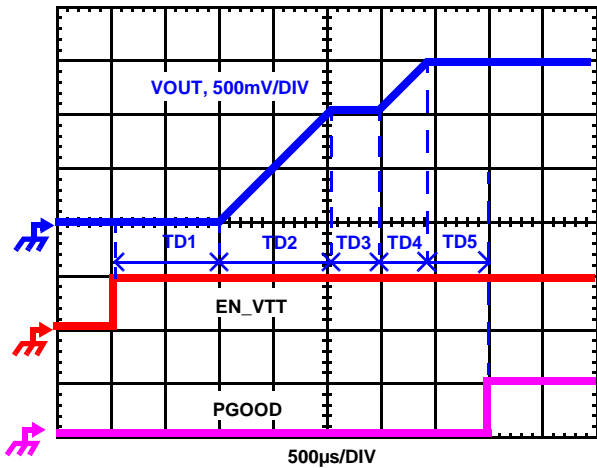 VOUT, 500mV/DIV
TD1 TD2 TD3 TD4 TD5
EN_VTT
PGOOD
500µs/DIV